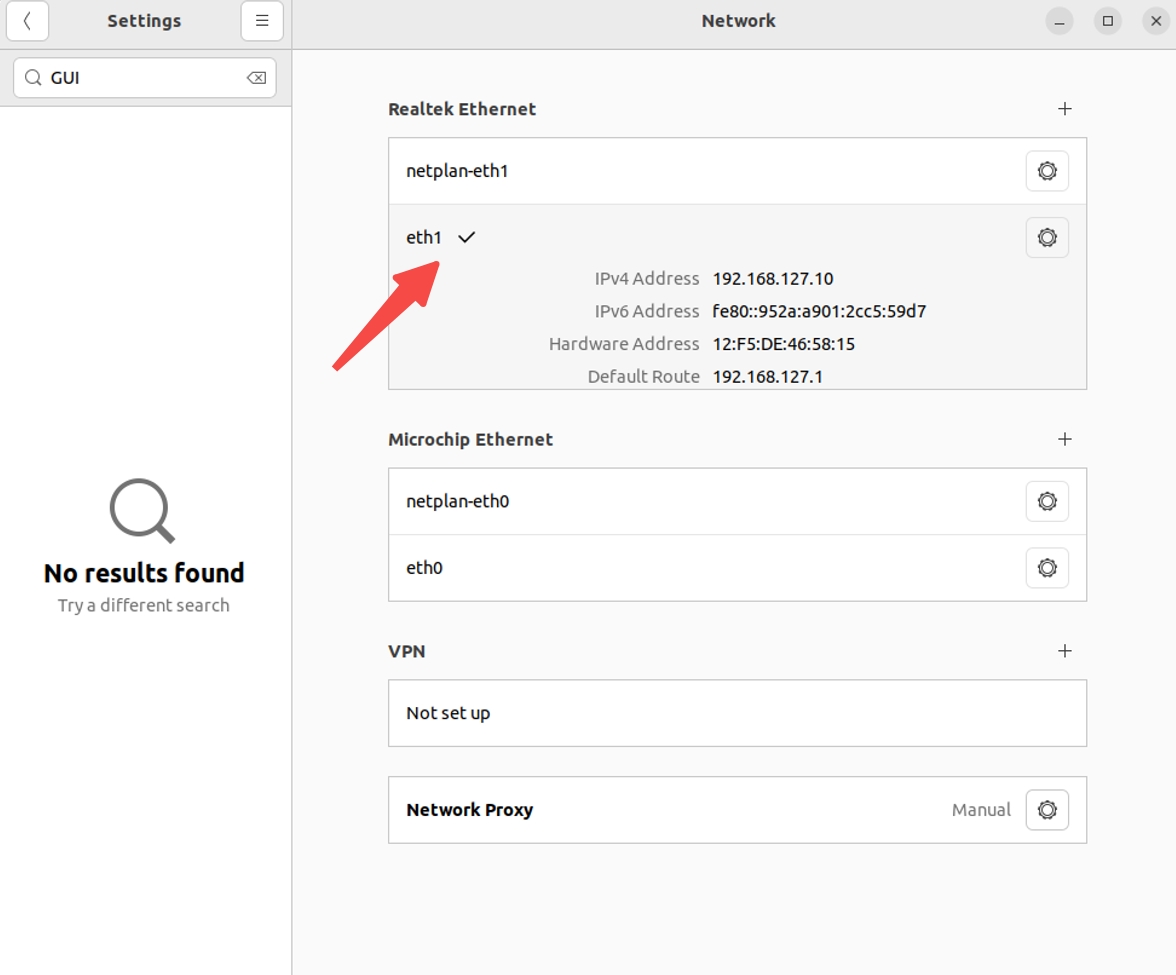 Settings
Network
GUI
Realtek Ethernet
netplan-eth1
eth1
IPv4 Address 192.168.127.10
IPv6 Address fe80::952a:a901:2cc5:59d7
Hardware Address 12:F5:DE:46:58:15
Default Route 192.168.127.1
Microchip Ethernet
netplan-eth0
eth0
No results found
Try a different search
VPN
Not set up
Network Proxy Manual